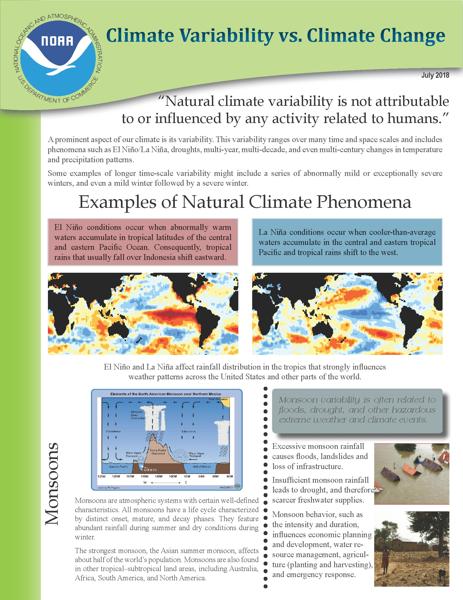 NATIONAL OCEANIC AND ATMOSPHERIC ADMINISTRATION
U.S. DEPARTMENT OF COMMERCE
NOAA
Climate Variability vs. Climate Change
July 2018
“Natural climate variability is not attributable
to or influenced by any activity related to humans.”
A prominent aspect of our climate is its variability. This variability ranges over many time and space scales and includes
phenomena such as El Niño/La Niña, droughts, multi-year, multi-decade, and even multi-century changes in temperature
and precipitation patterns.
Some examples of longer time-scale variability might include a series of abnormally mild or exceptionally severe
winters, and even a mild winter followed by a severe winter.
Examples of Natural Climate Phenomena
El Niño conditions occur when abnormally warm
waters accumulate in tropical latitudes of the central
and eastern Pacific Ocean. Consequently, tropical
rains that usually fall over Indonesia shift eastward.
La Niña conditions occur when cooler-than-average
waters accumulate in the central and eastern tropical
Pacific and tropical rains shift to the west.
El Niño and La Niña affect rainfall distribution in the tropics that strongly influences
weather patterns across the United States and other parts of the world.
Monsoons
Elements of the North American Monsoon over Northwest Mexico
Monsoons are atmospheric systems with certain well-defined
characteristics. All monsoons have a life cycle characterized
by distinct onset, mature, and decay phases. They feature
abundant rainfall during summer and dry conditions during
winter.
The strongest monsoon, the Asian summer monsoon, affects
about half of the world's population. Monsoons are also found
in other tropical-subtropical land areas, including Australia,
Africa, South America, and North America.
Monsoon variability is often related to
floods, drought, and other hazardous
extreme weather and climate events.
Excessive monsoon rainfall
causes floods, landslides and
loss of infrastructure.
Insufficient monsoon rainfall
leads to drought, and therefore,
scarcer freshwater supplies.
Monsoon behavior, such as
the intensity and duration,
influences economic planning
and development, water re-
source management, agricul-
ture (planting and harvesting),
and emergency response.